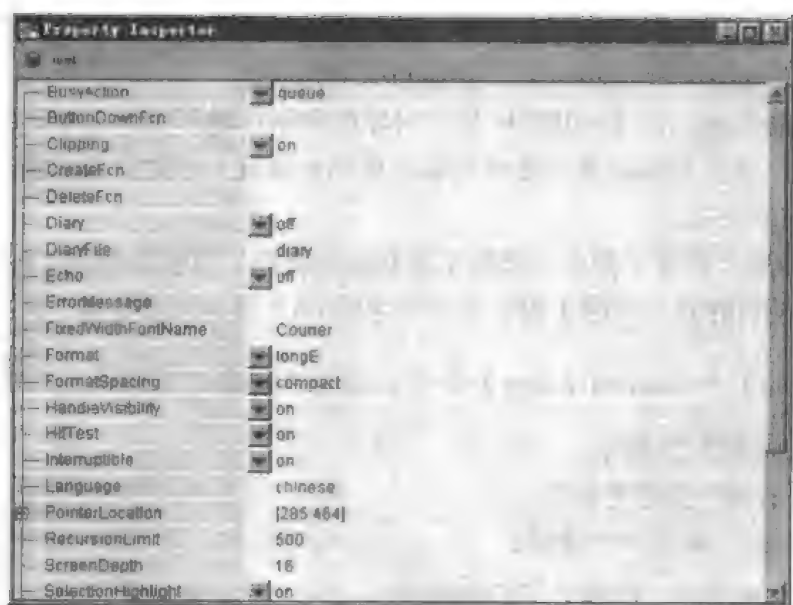 Property Inspector
root
BusyAction queue
ButtonDownFcn
Clipping on
CreateFcn
DeleteFcn
Diary off
DiaryFile diary
Echo off
ErrorMessage
FixedWidthFontName Courier
Format longE
FormatSpacing compact
HandleVisibility on
HitTest on
Interruptible on
Language chinese
PointerLocation [285 464]
RecursionLimit 500
ScreenDepth 16
SelectionHighlight on